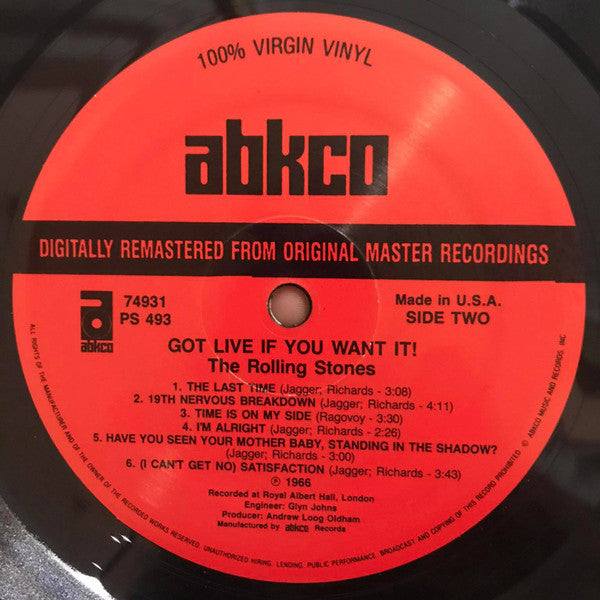 100% VIRGIN VINYL
abkco
DIGITALLY REMASTERED FROM ORIGINAL MASTER RECORDINGS
a
abkco
74931
PS 493
Made in U.S.A.
SIDE TWO
GOT LIVE IF YOU WANT IT!
The Rolling Stones
1. THE LAST TIME (Jagger; Richards - 3:08)
2. 19TH NERVOUS BREAKDOWN (Jagger; Richards - 4:11)
3. TIME IS ON MY SIDE (Ragovoy - 3:30)
4. I'M ALRIGHT (Jagger; Richards - 2:26)
5. HAVE YOU SEEN YOUR MOTHER BABY, STANDING IN THE SHADOW?
(Jagger; Richards - 3:00)
6. (I CAN'T GET NO) SATISFACTION (Jagger; Richards - 3:43)
℗ 1966
Recorded at Royal Albert Hall, London
Engineer: Glyn Johns
Producer: Andrew Loog Oldham
Manufactured by abkco Records
ALL RIGHTS OF THE MANUFACTURER AND OF THE OWNER OF THE RECORDED WORKS RESERVED. UNAUTHORIZED HIRING, LENDING, PUBLIC PERFORMANCE, BROADCAST AND COPYING OF THIS RECORD PROHIBITED © ABKCO MUSIC AND RECORDS INC